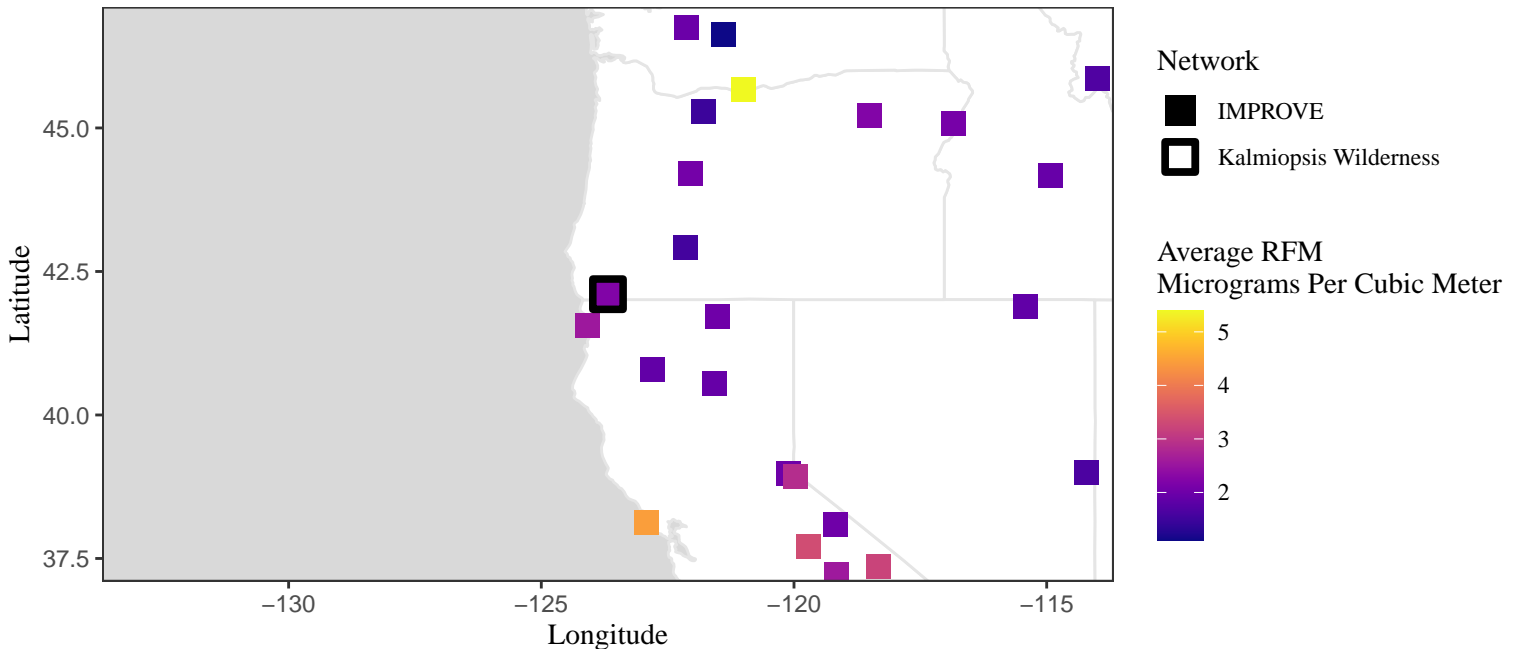 45.0
42.5
40.0
37.5
Latitude
−130
−125
−120
−115
Longitude
Network
IMPROVE
Kalmiopsis Wilderness
Average RFM
Micrograms Per Cubic Meter
5
4
3
2